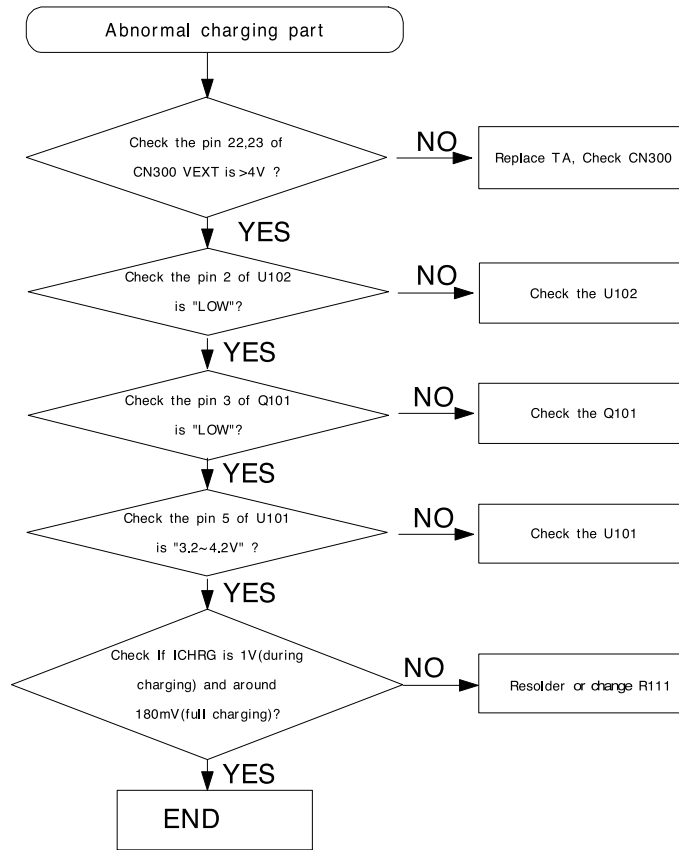 Abnormal charging part
Check the pin 22,23 of
CN300 VEXT is >4V ?
NO
Replace TA, Check CN300
YES
Check the pin 2 of U102
is "LOW"?
NO
Check the U102
YES
Check the pin 3 of Q101
is "LOW"?
NO
Check the Q101
YES
Check the pin 5 of U101
is "3.2~4.2V" ?
NO
Check the U101
YES
Check If ICHRG is 1V(during
charging) and around
180mV(full charging)?
NO
Resolder or change R111
YES
END